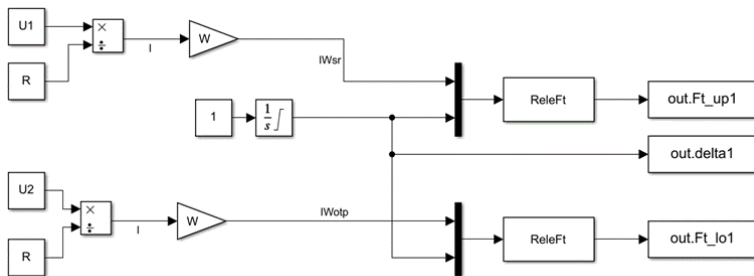 U1
×
÷
R
I
W
IWsr
1
1
s
ReleFt
out.Ft_up1
out.delta1
U2
×
÷
R
I
W
IWotp
ReleFt
out.Ft_lo1